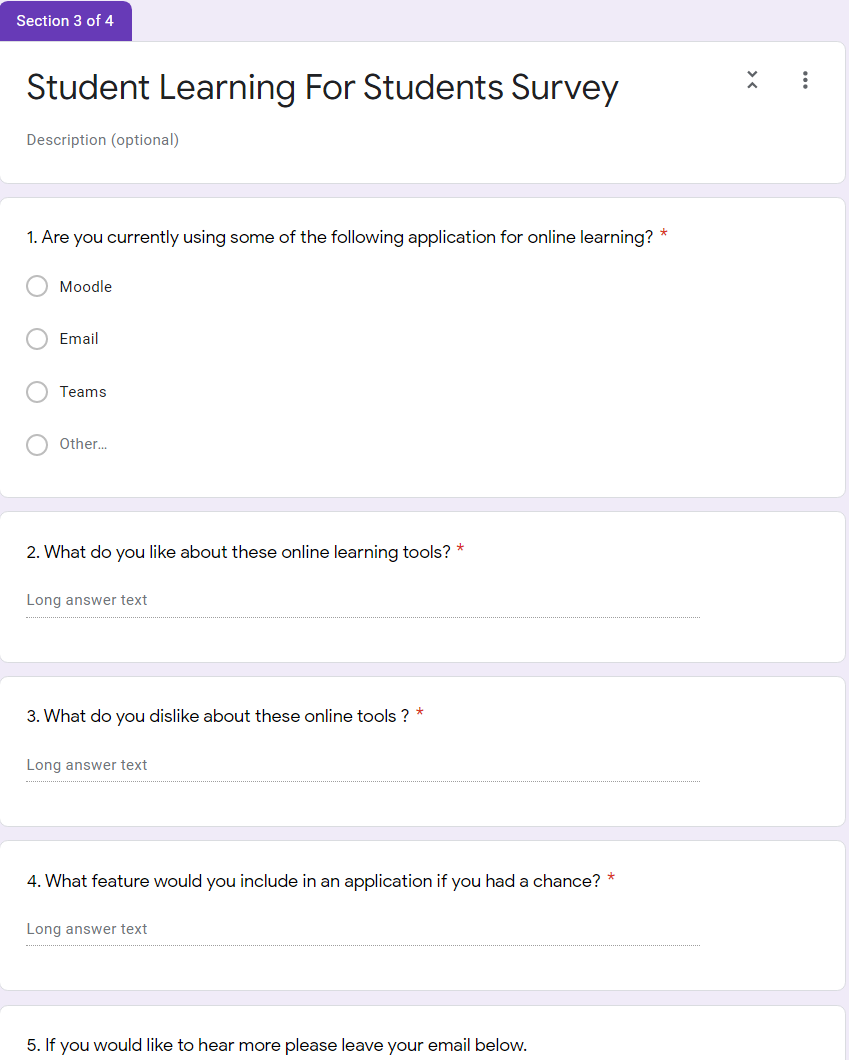 Section 3 of 4
Student Learning For Students Survey
Description (optional)
1. Are you currently using some of the following application for online learning? *
Moodle
Email
Teams
Other...
2. What do you like about these online learning tools? *
Long answer text
3. What do you dislike about these online tools ? *
Long answer text
4. What feature would you include in an application if you had a chance? *
Long answer text
5. If you would like to hear more please leave your email below.